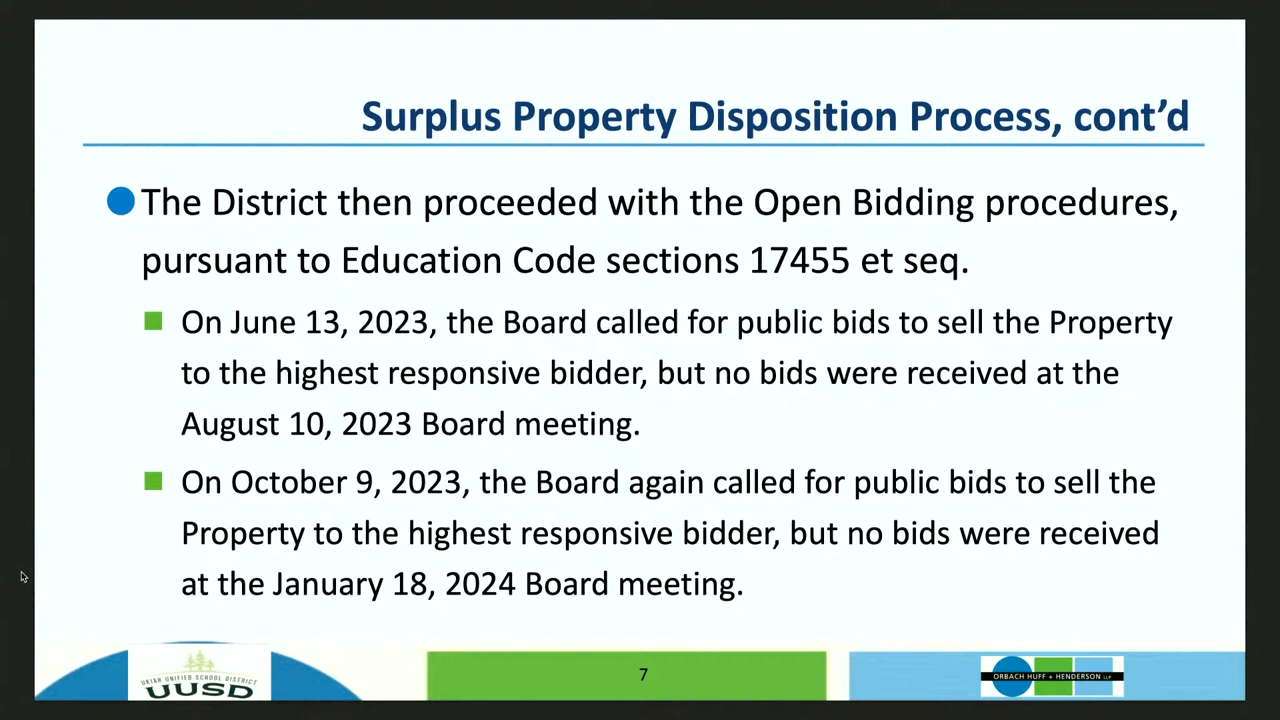 Surplus Property Disposition Process, cont’d
The District then proceeded with the Open Bidding procedures,
pursuant to Education Code sections 17455 et seq.
On June 13, 2023, the Board called for public bids to sell the Property
to the highest responsive bidder, but no bids were received at the
August 10, 2023 Board meeting.
On October 9, 2023, the Board again called for public bids to sell the
Property to the highest responsive bidder, but no bids were received
at the January 18, 2024 Board meeting.
UKIAH UNIFIED SCHOOL DISTRICT
UUSD
7
ORBACH HUFF + HENDERSON LLP